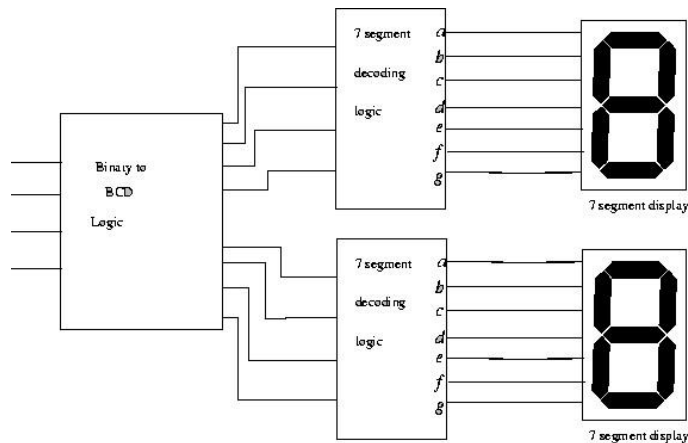 7 segment
decoding
logic
a
b
c
d
e
f
g
7 segment display
Binary to
BCD
Logic
7 segment
decoding
logic
a
b
c
d
e
f
g
7 segment display